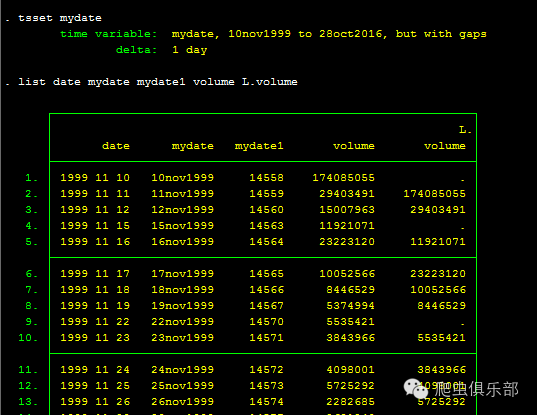 . tsset mydate
time variable: mydate, 10nov1999 to 28oct2016, but with gaps
delta: 1 day
. list date mydate mydate1 volume L.volume
L.
date mydate mydate1 volume volume
1. 1999 11 10 10nov1999 14558 174085055 .
2. 1999 11 11 11nov1999 14559 29403491 174085055
3. 1999 11 12 12nov1999 14560 15007963 29403491
4. 1999 11 15 15nov1999 14563 11921071 .
5. 1999 11 16 16nov1999 14564 23223120 11921071
6. 1999 11 17 17nov1999 14565 10052566 23223120
7. 1999 11 18 18nov1999 14566 8446529 10052566
8. 1999 11 19 19nov1999 14567 5374994 8446529
9. 1999 11 22 22nov1999 14570 5535421 .
10. 1999 11 23 23nov1999 14571 3843966 5535421
11. 1999 11 24 24nov1999 14572 4098001 3843966
12. 1999 11 25 25nov1999 14573 5725292 4098001
13. 1999 11 26 26nov1999 14574 2282685 5725292
爬虫俱乐部